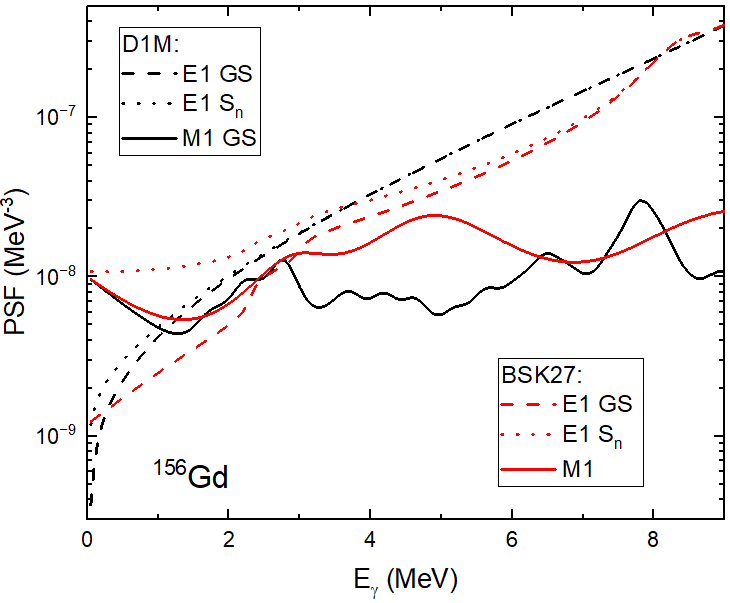 D1M:
E1 GS
E1 Sₙ
M1 GS
10⁻⁷
10⁻⁸
10⁻⁹
PSF (MeV⁻³)
BSK27:
E1 GS
E1 Sₙ
M1
¹⁵⁶Gd
0 2 4 6 8
Eᵧ (MeV)